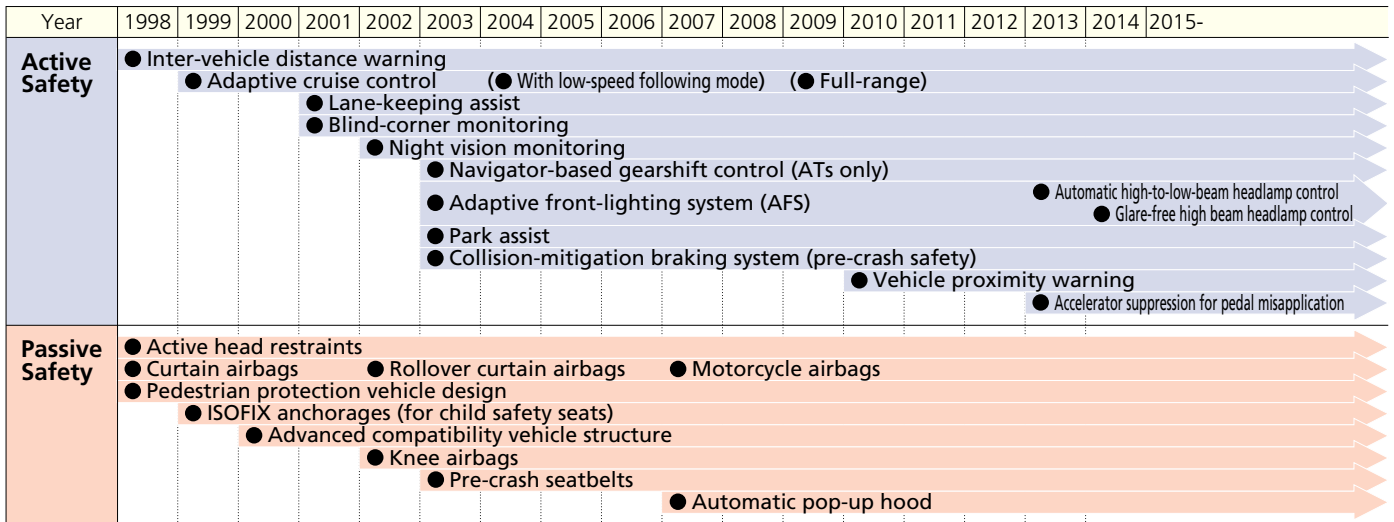 Year 1998 1999 2000 2001 2002 2003 2004 2005 2006 2007 2008 2009 2010 2011 2012 2013 2014 2015-
Active
Safety
● Inter-vehicle distance warning
● Adaptive cruise control (● With low-speed following mode) (● Full-range)
● Lane-keeping assist
● Blind-corner monitoring
● Night vision monitoring
● Navigator-based gearshift control (ATs only)
● Automatic high-to-low-beam headlamp control
● Adaptive front-lighting system (AFS)
● Glare-free high beam headlamp control
● Park assist
● Collision-mitigation braking system (pre-crash safety)
● Vehicle proximity warning
● Accelerator suppression for pedal misapplication
Passive
Safety
● Active head restraints
● Curtain airbags ● Rollover curtain airbags ● Motorcycle airbags
● Pedestrian protection vehicle design
● ISOFIX anchorages (for child safety seats)
● Advanced compatibility vehicle structure
● Knee airbags
● Pre-crash seatbelts
● Automatic pop-up hood